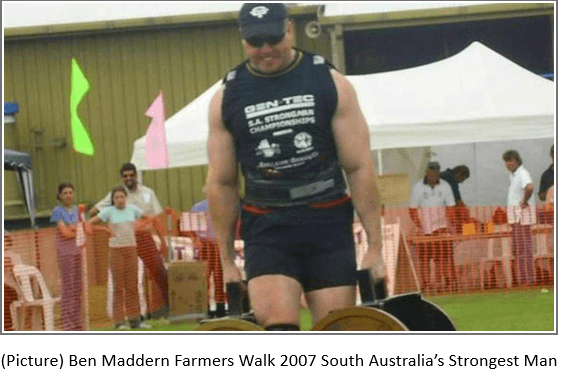 GEN-TEC
S.A. STRONGMAN
CHAMPIONSHIPS
(Picture) Ben Maddern Farmers Walk 2007 South Australia’s Strongest Man